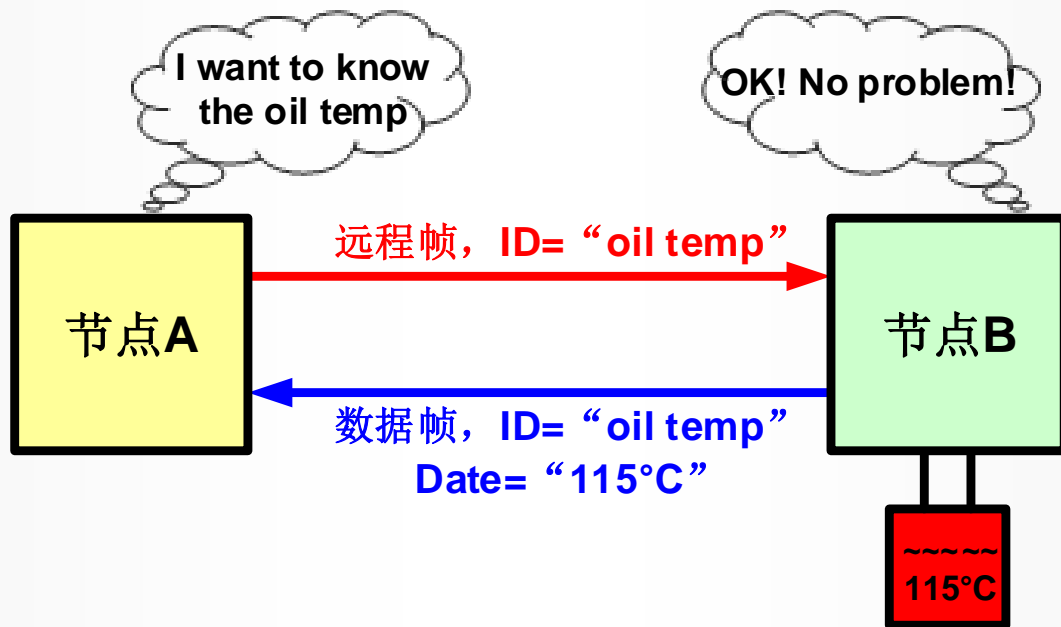 I want to know
the oil temp
OK! No problem!
远程帧，ID=“oil temp”
节点A
节点B
数据帧，ID=“oil temp”
Date=“115°C”
~~~~~
115°C